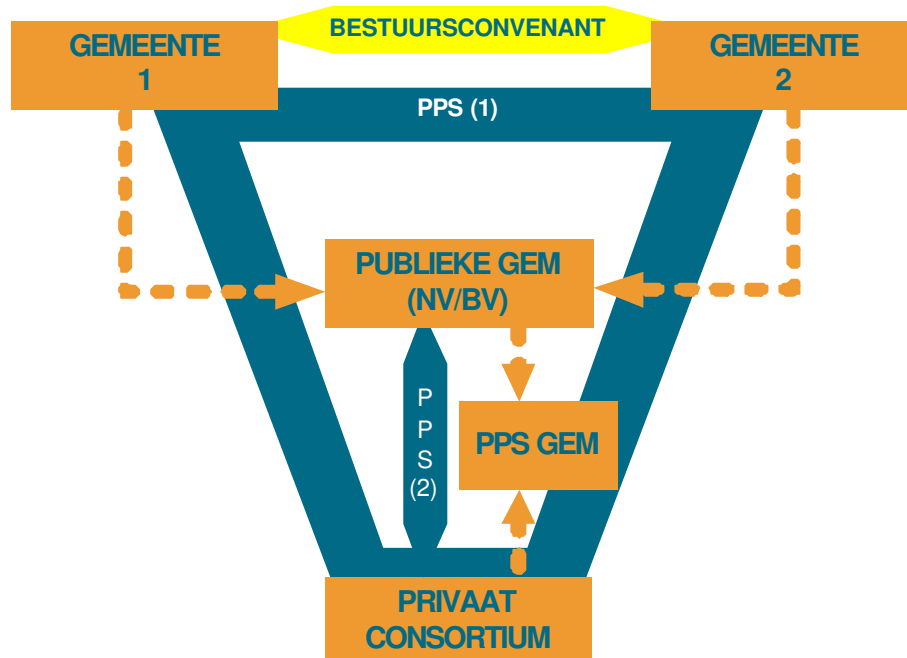 BESTUURSCONVENANT
GEMEENTE
1
GEMEENTE
2
PPS (1)
PUBLIEKE GEM
(NV/BV)
P
P
S
(2)
PPS GEM
PRIVAAT
CONSORTIUM